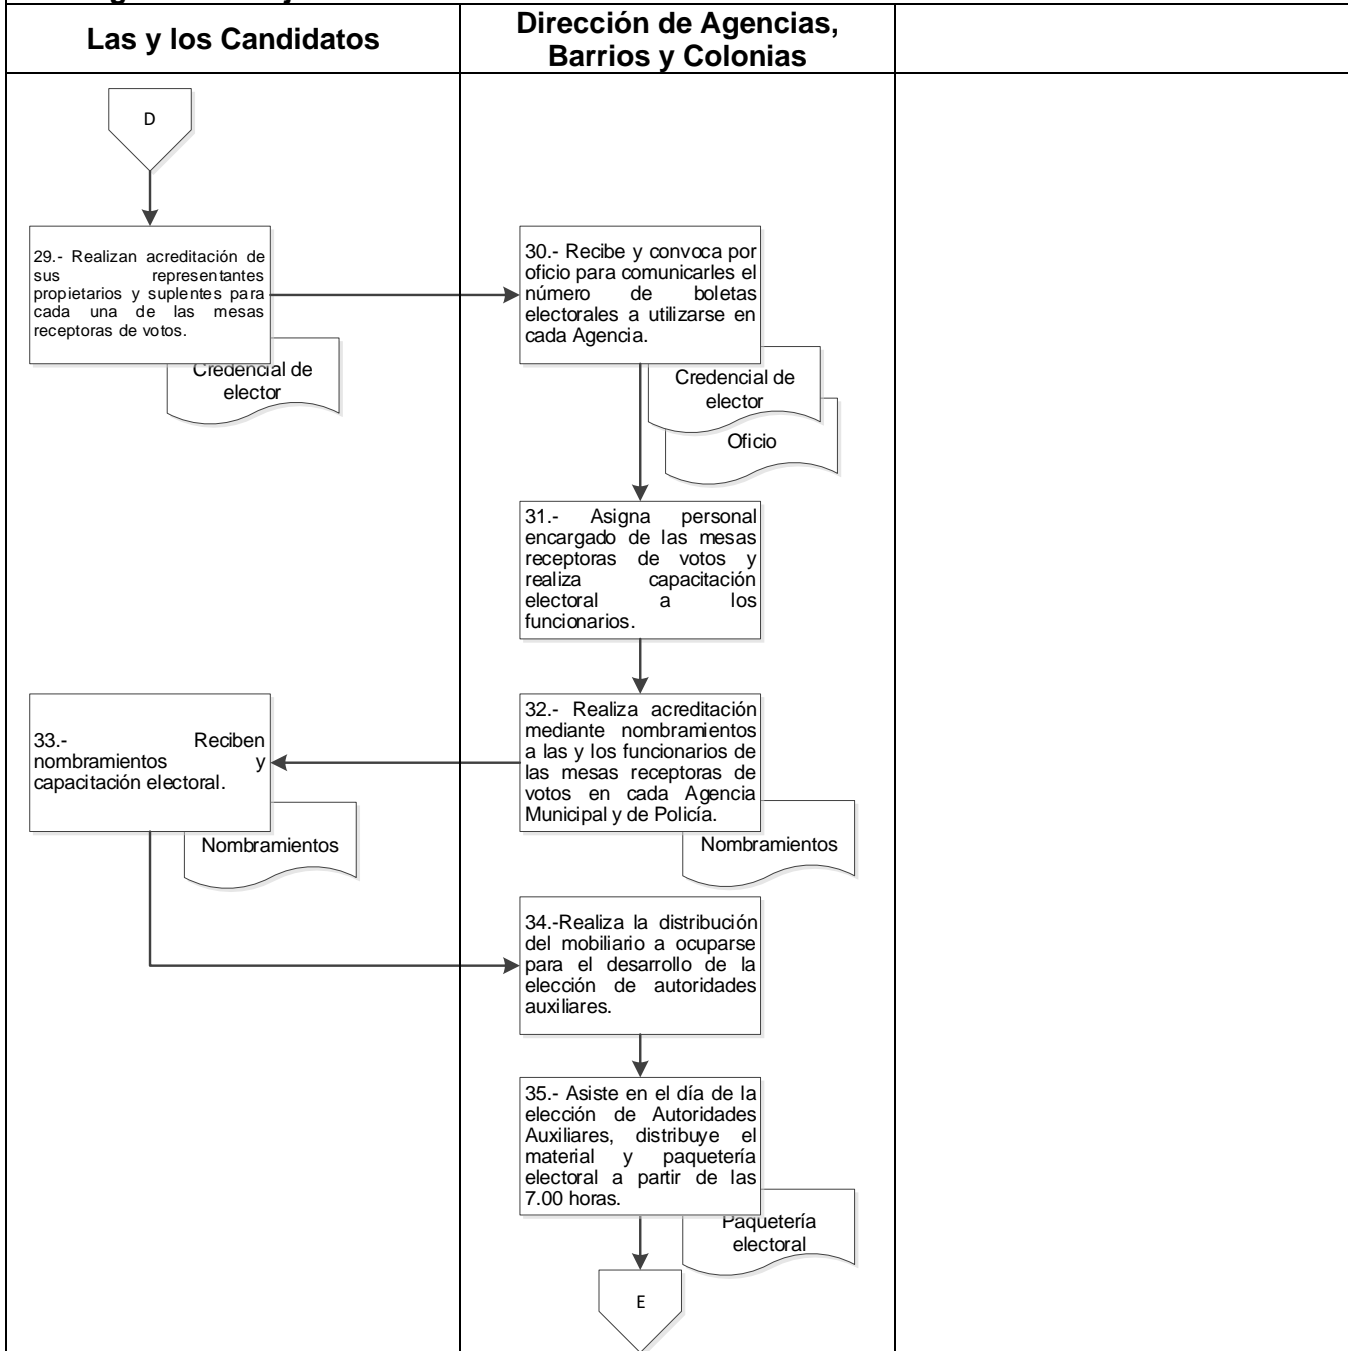 Las y los Candidatos
Dirección de Agencias,
Barrios y Colonias
D
29.- Realizan acreditación de
sus representantes
propietarios y suplentes para
cada una de las mesas
receptoras de votos.
Credencial de
elector
30.- Recibe y convoca por
oficio para comunicarles el
número de boletas
electorales a utilizarse en
cada Agencia.
Credencial de
elector
Oficio
31.- Asigna personal
encargado de las mesas
receptoras de votos y
realiza capacitación
electoral a los
funcionarios.
32.- Realiza acreditación
mediante nombramientos
a las y los funcionarios de
las mesas receptoras de
votos en cada Agencia
Municipal y de Policía.
Nombramientos
33.- Reciben
nombramientos y
capacitación electoral.
Nombramientos
34.-Realiza la distribución
del mobiliario a ocuparse
para el desarrollo de la
elección de autoridades
auxiliares.
35.- Asiste en el día de la
elección de Autoridades
Auxiliares, distribuye el
material y paquetería
electoral a partir de las
7.00 horas.
Paquetería
electoral
E